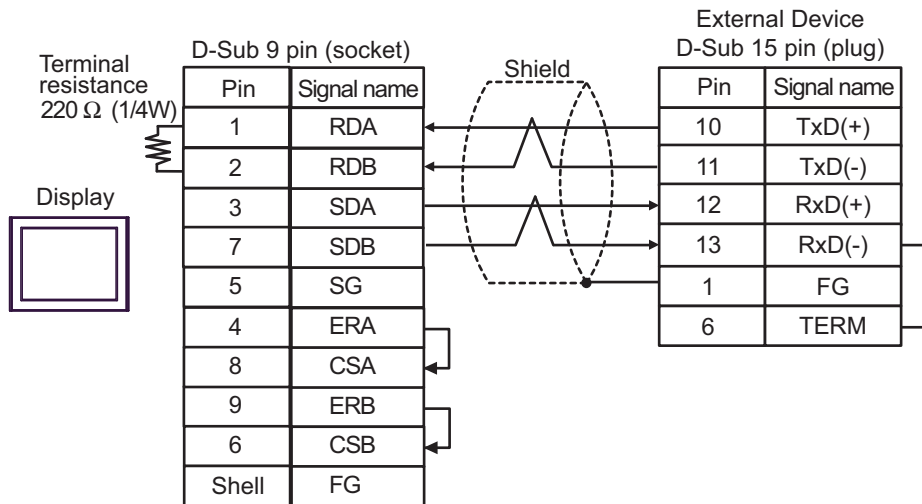 External Device
D-Sub 9 pin (socket)
D-Sub 15 pin (plug)
Terminal
resistance
220 Ω (1/4W)
Shield
Display
Pin Signal name
1 RDA
2 RDB
3 SDA
7 SDB
5 SG
4 ERA
8 CSA
9 ERB
6 CSB
Shell FG
Pin Signal name
10 TxD(+)
11 TxD(-)
12 RxD(+)
13 RxD(-)
1 FG
6 TERM